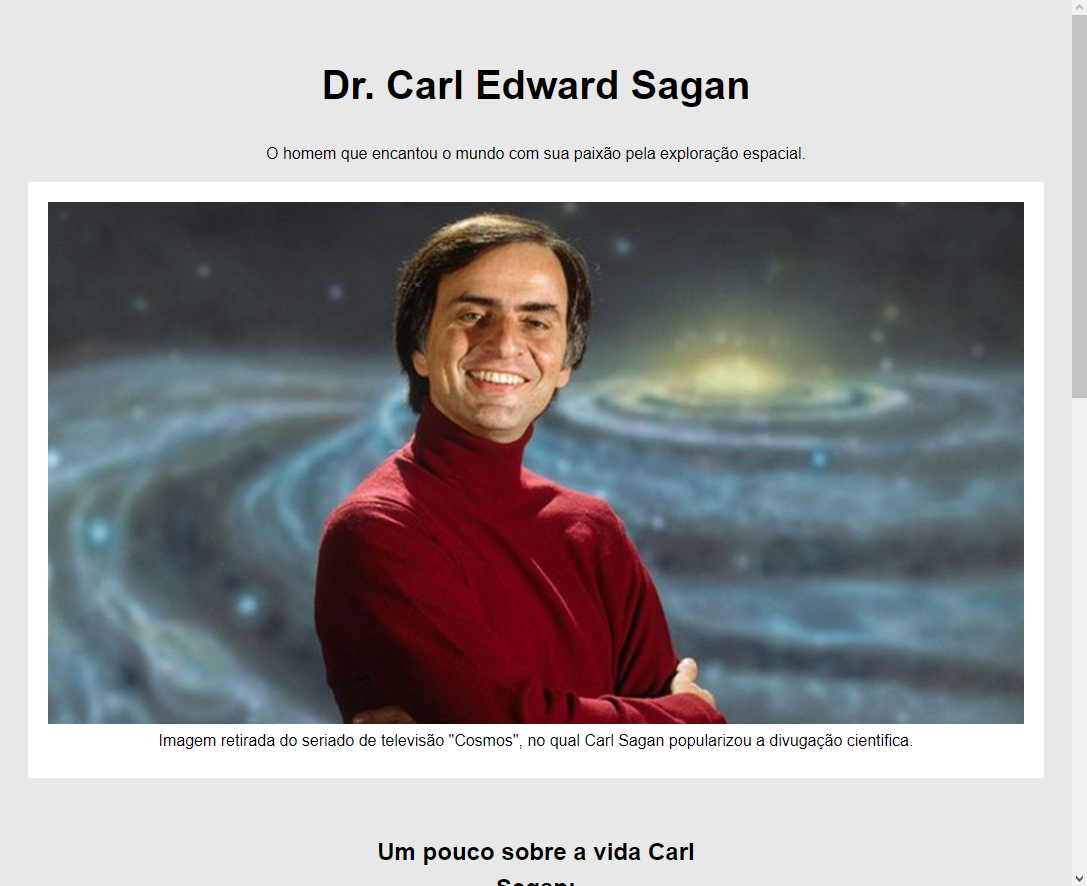 Dr. Carl Edward Sagan
O homem que encantou o mundo com sua paixão pela exploração espacial.
Imagem retirada do seriado de televisão "Cosmos", no qual Carl Sagan popularizou a divugação cientifica.
Um pouco sobre a vida Carl
Sagan: